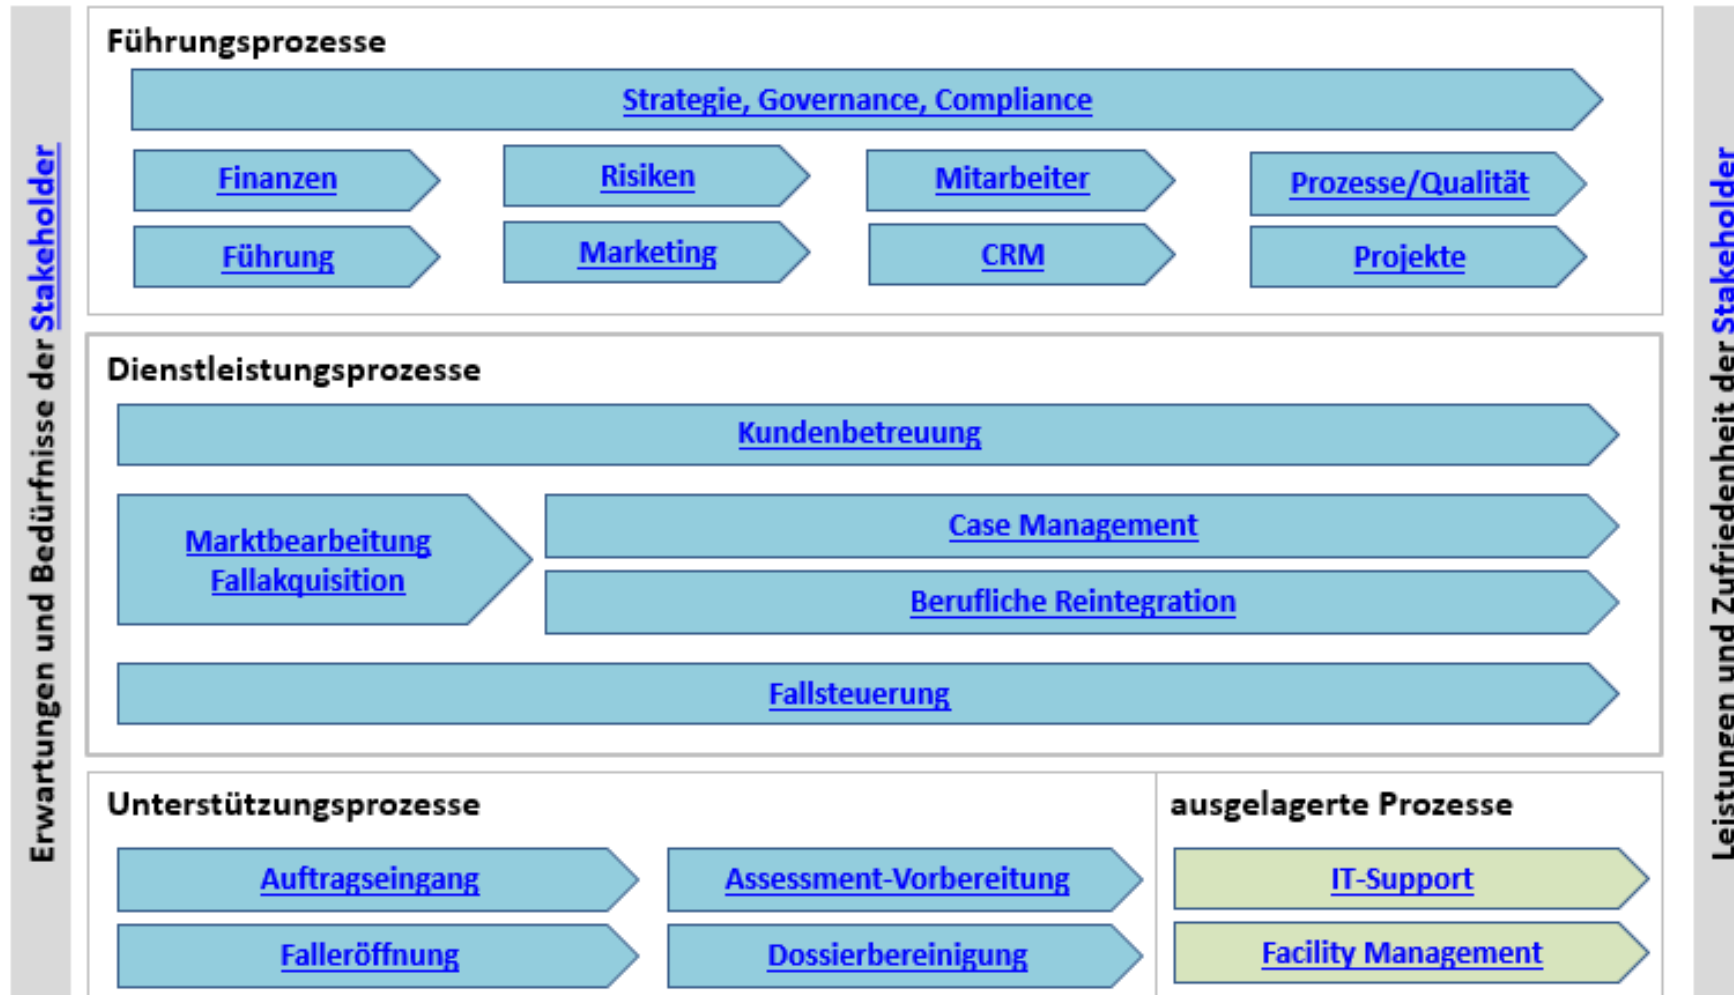 Erwartungen und Bedürfnisse der Stakeholder
Führungsprozesse
Strategie, Governance, Compliance
Finanzen
Risiken
Mitarbeiter
Prozesse/Qualität
Führung
Marketing
CRM
Projekte
Dienstleistungsprozesse
Kundenbetreuung
Marktbearbeitung
Fallakquisition
Case Management
Berufliche Reintegration
Fallsteuerung
Unterstützungsprozesse
Auftragseingang
Assessment-Vorbereitung
Falleröffnung
Dossierbereinigung
ausgelagerte Prozesse
IT-Support
Facility Management
Leistungen und Zufriedenheit der Stakeholder